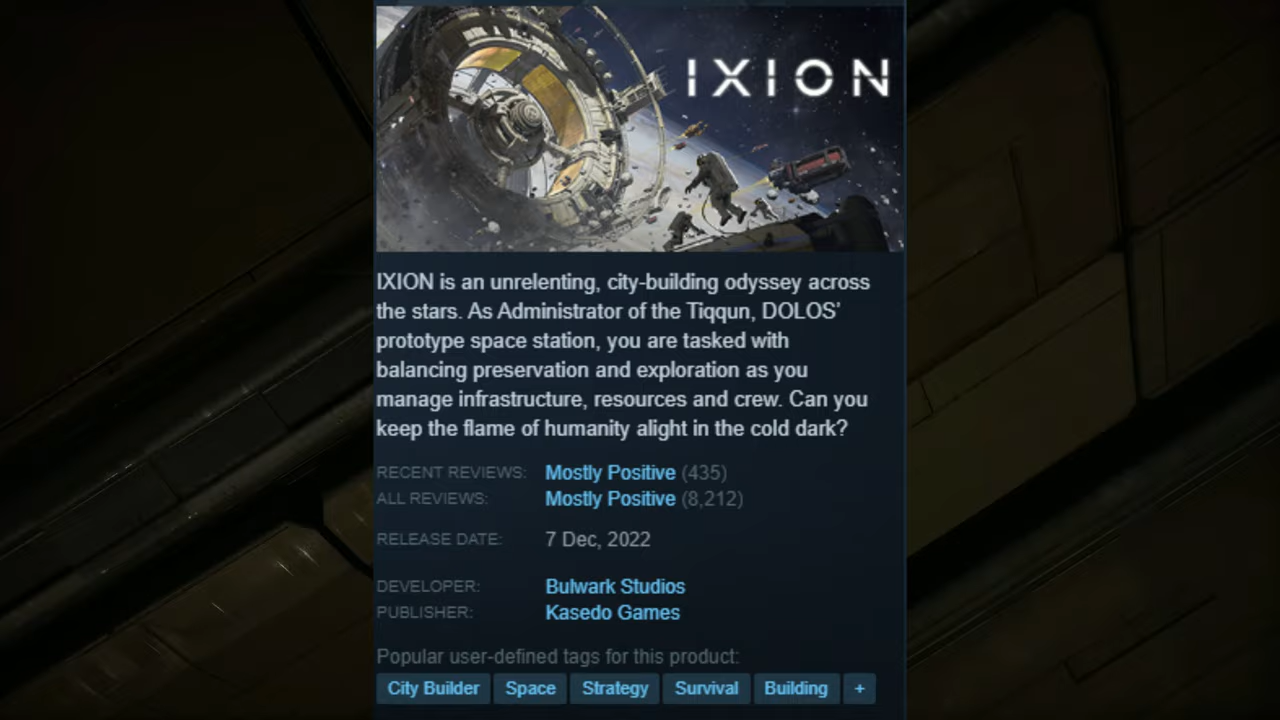 IXION
IXION is an unrelenting, city-building odyssey across
the stars. As Administrator of the Tiqqun, DOLOS'
prototype space station, you are tasked with
balancing preservation and exploration as you
manage infrastructure, resources and crew. Can you
keep the flame of humanity alight in the cold dark?
RECENT REVIEWS: Mostly Positive (435)
ALL REVIEWS: Mostly Positive (8,212)
RELEASE DATE: 7 Dec, 2022
DEVELOPER: Bulwark Studios
PUBLISHER: Kasedo Games
Popular user-defined tags for this product:
City Builder Space Strategy Survival Building +